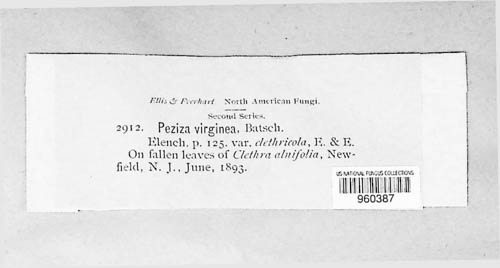 Ellis & Everhart North American Fungi.
Second Series.
2912. Peziza virginea, Batsch.
Elench, p. 125. var. clethricola, E. & E.
On fallen leaves of Clethra alnifolia, New-
field, N. J., June, 1893.
US NATIONAL FUNGUS COLLECTIONS
960387